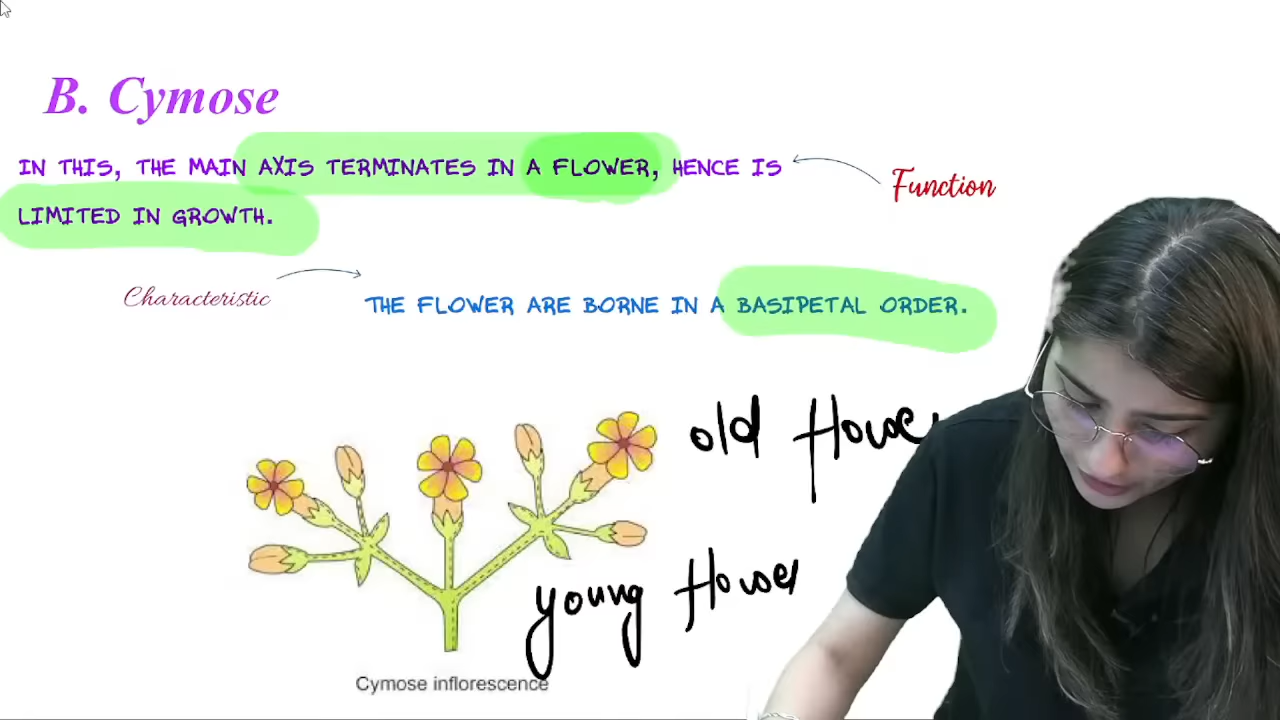 B. Cymose
IN THIS, THE MAIN AXIS TERMINATES IN A FLOWER, HENCE IS
Function
LIMITED IN GROWTH.
Characteristic
THE FLOWER ARE BORNE IN A BASIPETAL ORDER.
old flower
young flower
Cymose inflorescence